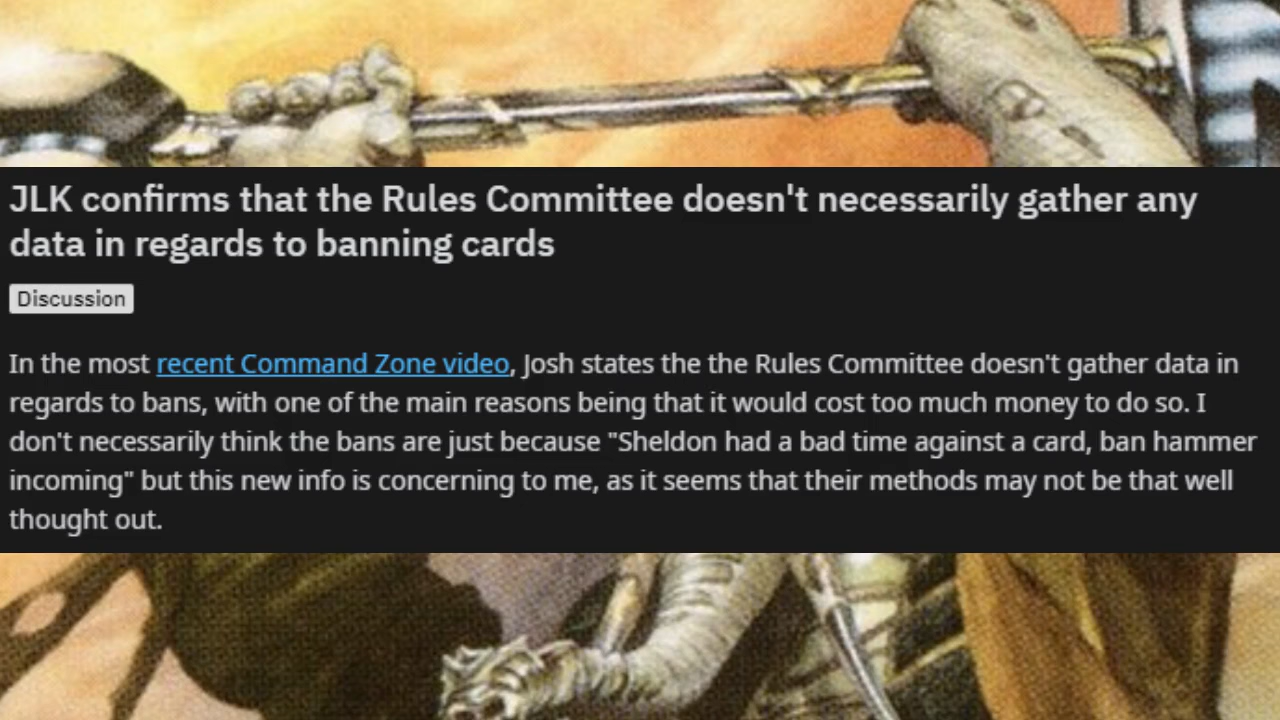 JLK confirms that the Rules Committee doesn't necessarily gather any
data in regards to banning cards
Discussion
In the most recent Command Zone video, Josh states the the Rules Committee doesn't gather data in
regards to bans, with one of the main reasons being that it would cost too much money to do so. I
don't necessarily think the bans are just because "Sheldon had a bad time against a card, ban hammer
incoming" but this new info is concerning to me, as it seems that their methods may not be that well
thought out.